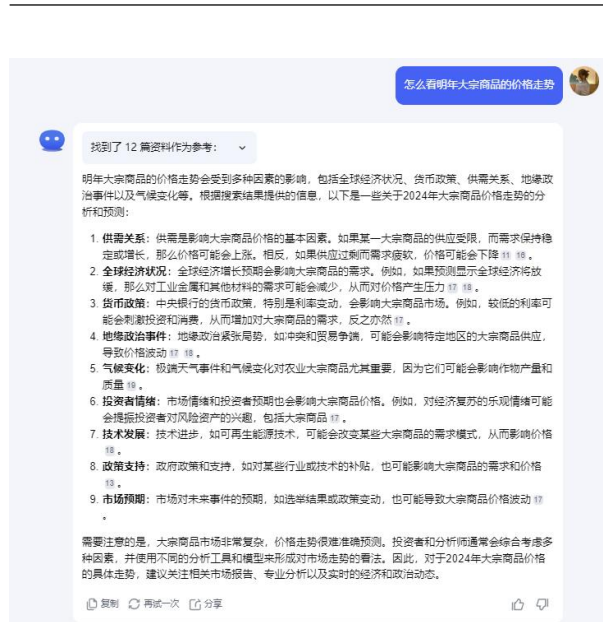 怎么看明年大宗商品的价格走势
找到了 12 篇资料作为参考：
明年大宗商品的价格走势会受到多种因素的影响，包括全球经济状况、货币政策、供需关系、地缘政
治事件以及气候变化等。根据搜索结果提供的信息，以下是一些关于2024年大宗商品价格走势的分
析和预测：
1. 供需关系：供需是影响大宗商品价格的基本因素。如果某一大宗商品的供应受限，而需求保持稳
定或增长，那么价格可能会上涨。相反，如果供应过剩而需求疲软，价格可能会下降 11 18 。
2. 全球经济状况：全球经济增长预期会影响大宗商品的需求。例如，如果预测显示全球经济将放
缓，那么对工业金属和其他材料的需求可能会减少，从而对价格产生压力 17 18 。
3. 货币政策：中央银行的货币政策，特别是利率变动，会影响大宗商品市场。例如，较低的利率可
能会刺激投资和消费，从而增加对大宗商品的需求，反之亦然 17 。
4. 地缘政治事件：地缘政治紧张局势，如冲突和贸易争端，可能会影响特定地区的大宗商品供应，
导致价格波动 17 18 。
5. 气候变化：极端天气事件和气候变化对农业大宗商品尤其重要，因为它们可能会影响作物产量和
质量 19 。
6. 投资者情绪：市场情绪和投资者预期也会影响大宗商品价格。例如，对经济复苏的乐观情绪可能
会提振投资者对风险资产的兴趣，包括大宗商品 17 。
7. 技术发展：技术进步，如可再生能源技术，可能会改变某些大宗商品的需求模式，从而影响价格
18 。
8. 政策支持：政府政策和支持，如对某些行业或技术的补贴，也可能影响大宗商品的需求和价格
13 。
9. 市场预期：市场对未来事件的预期，如选举结果或政策变动，也可能导致大宗商品价格波动 17
。
需要注意的是，大宗商品市场非常复杂，价格走势很难准确预测。投资者和分析师通常会综合考虑多
种因素，并使用不同的分析工具和模型来形成对市场走势的看法。因此，对于2024年大宗商品价格
的具体走势，建议关注相关市场报告、专业分析以及实时的经济和政治动态。
复制 再试一次 分享